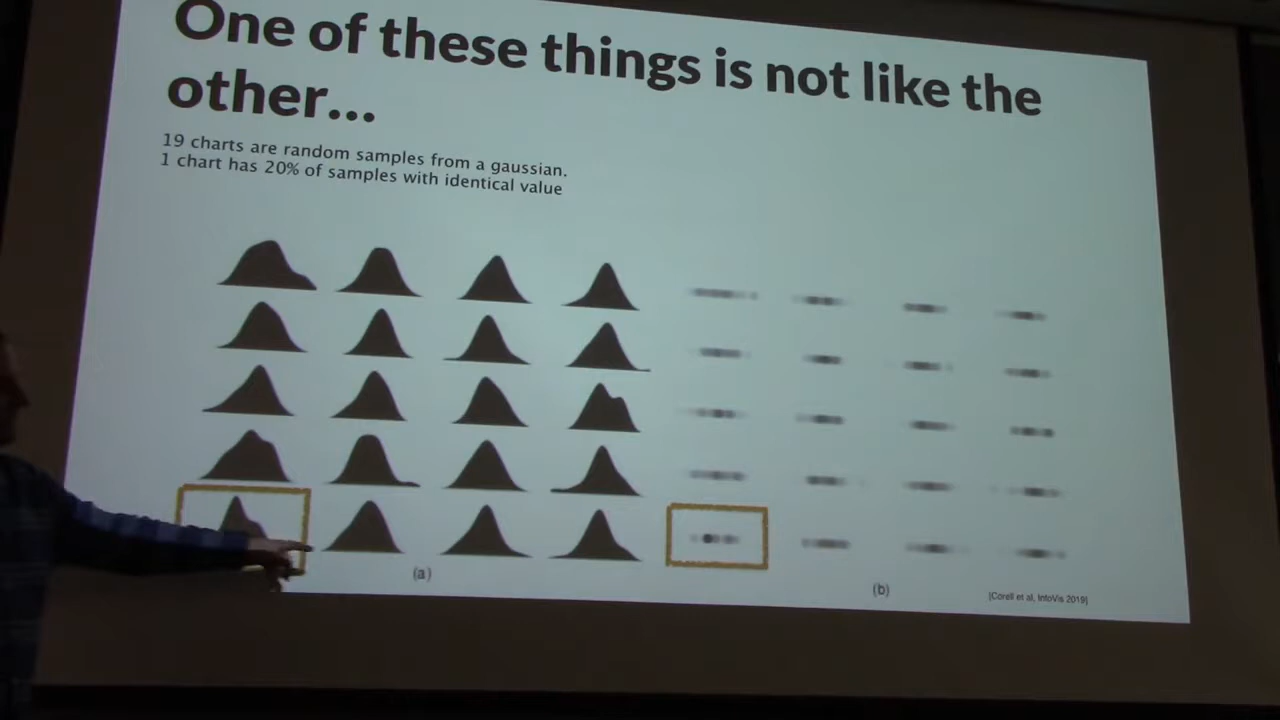 One of these things is not like the
other...
19 charts are random samples from a gaussian.
1 chart has 20% of samples with identical value
(a)
(b)
[Corell et al, InfoVis 2019]